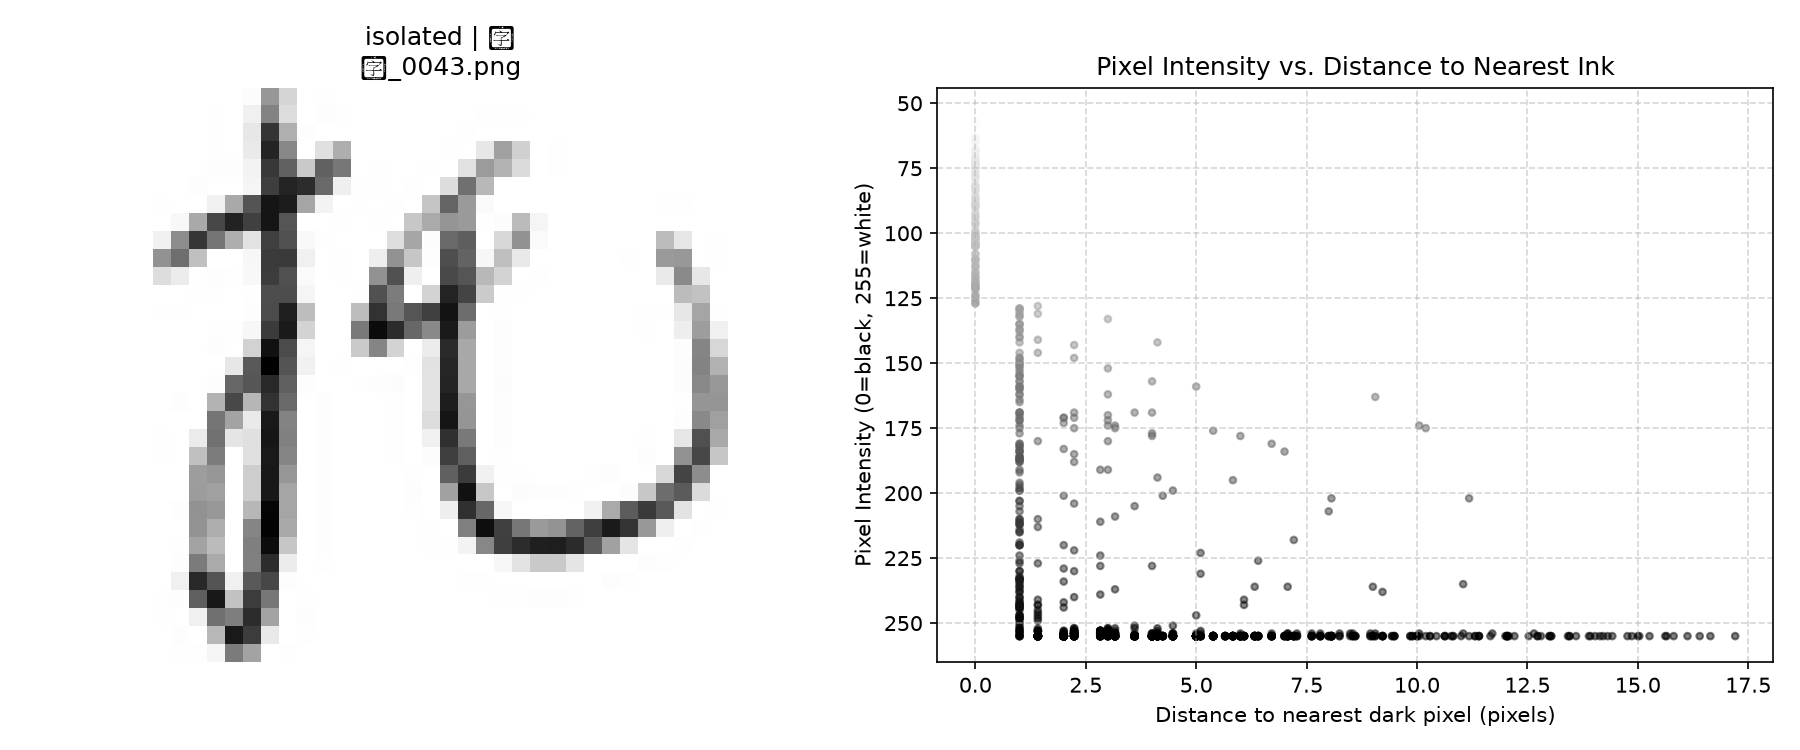 isolated |
_0043.png
托
Pixel Intensity vs. Distance to Nearest Ink
Pixel Intensity (0=black, 255=white)
50
75
100
125
150
175
200
225
250
0.0 2.5 5.0 7.5 10.0 12.5 15.0 17.5
Distance to nearest dark pixel (pixels)